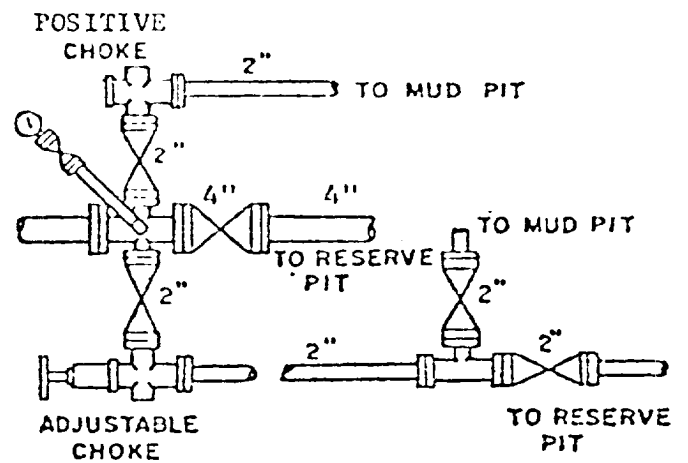 POSITIVE
CHOKE
2"
TO MUD PIT
2"
4"
4"
TO MUD PIT
TO RESERVE
PIT
2"
2"
2"
2"
ADJUSTABLE
CHOKE
TO RESERVE
PIT